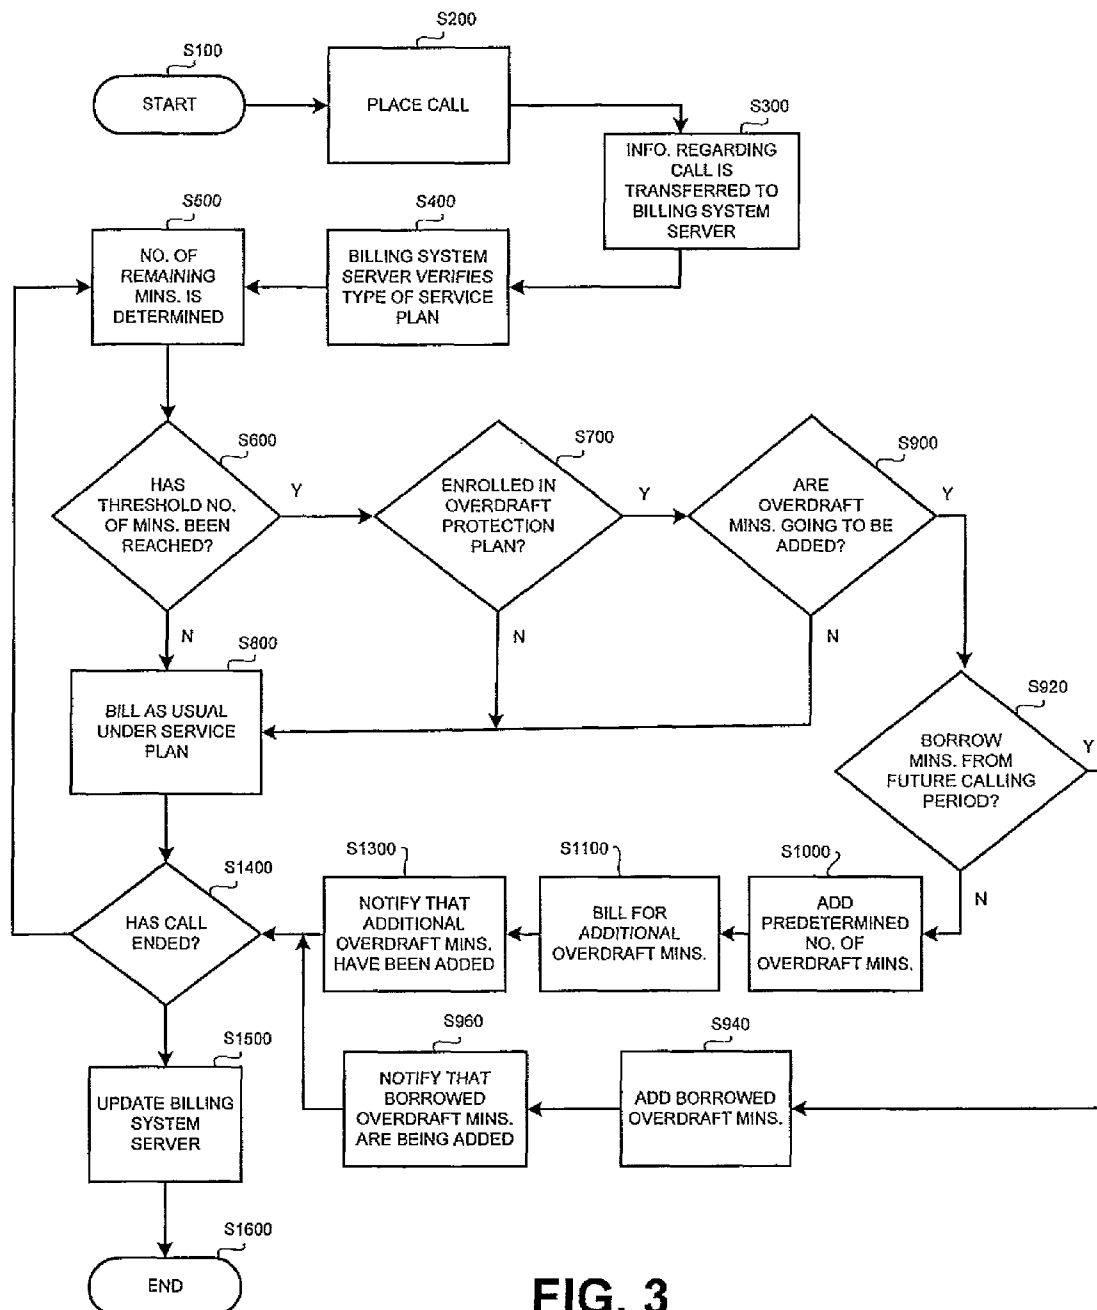 S100
START
S200
PLACE CALL
S300
INFO. REGARDING
CALL IS
TRANSFERRED TO
BILLING SYSTEM
SERVER
S400
BILLING SYSTEM
SERVER VERIFIES
TYPE OF SERVICE
PLAN
S500
NO. OF
REMAINING
MINS. IS
DETERMINED
S600
HAS
THRESHOLD NO.
OF MINS. BEEN
REACHED?
Y
N
S700
ENROLLED IN
OVERDRAFT
PROTECTION
PLAN?
Y
N
S900
ARE
OVERDRAFT
MINS. GOING TO BE
ADDED?
Y
N
S800
BILL AS USUAL
UNDER SERVICE
PLAN
S920
BORROW
MINS. FROM
FUTURE CALLING
PERIOD?
Y
N
S1000
ADD
PREDETERMINED
NO. OF
OVERDRAFT MINS.
S1100
BILL FOR
ADDITIONAL
OVERDRAFT MINS.
S1300
NOTIFY THAT
ADDITIONAL
OVERDRAFT MINS.
HAVE BEEN ADDED
S1400
HAS CALL
ENDED?
S940
ADD BORROWED
OVERDRAFT MINS.
S960
NOTIFY THAT
BORROWED
OVERDRAFT MINS.
ARE BEING ADDED
S1500
UPDATE BILLING
SYSTEM
SERVER
S1600
END
FIG. 3